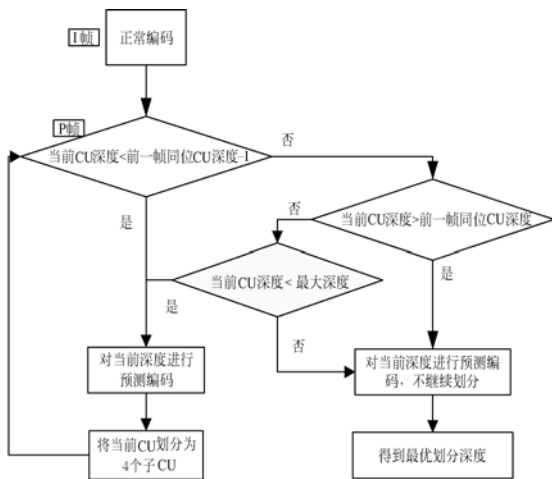 I帧
正常编码
P帧
当前CU深度<前一帧同位CU深度-1
否
是
当前CU深度>前一帧同位CU深度
否
当前CU深度< 最大深度
是
是
否
对当前深度进行
预测编码
对当前深度进行预测编
码，不继续划分
将当前CU划分为
4个子CU
得到最优划分深度